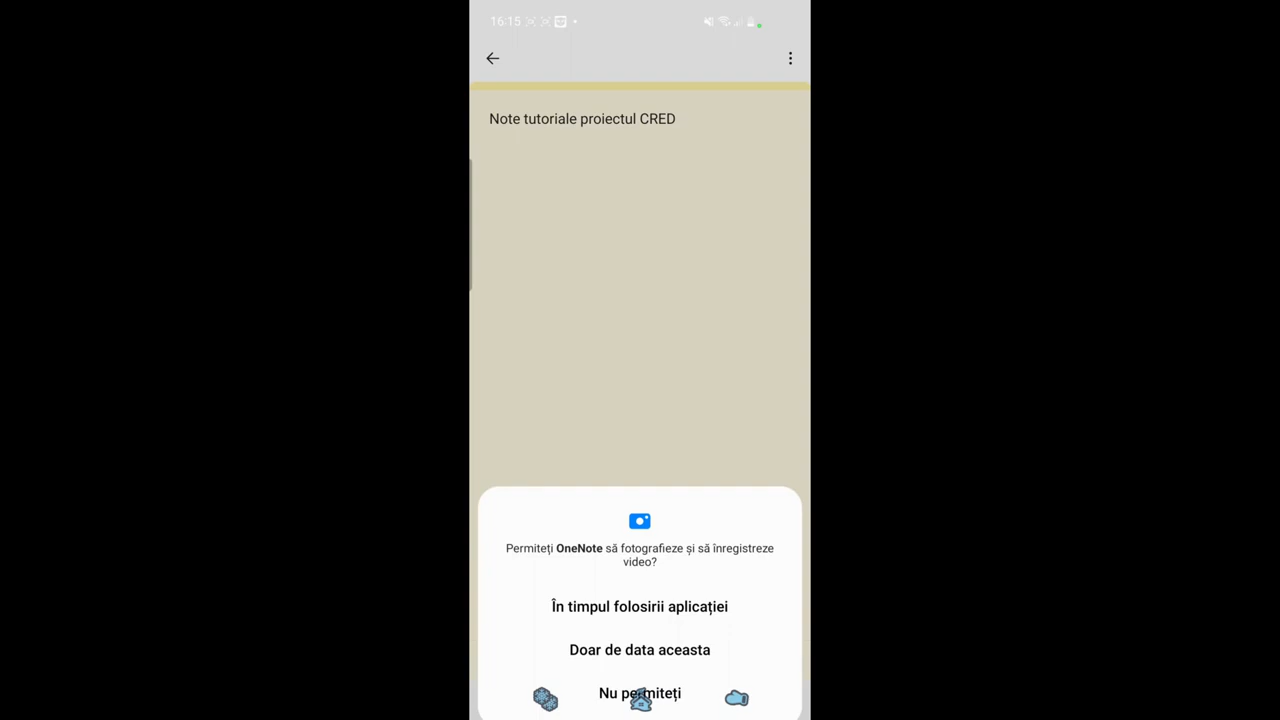 16:15
Note tutoriale proiectul CRED
Permiteți OneNote să fotografieze și să înregistreze
video?
În timpul folosirii aplicației
Doar de data aceasta
Nu permiteți